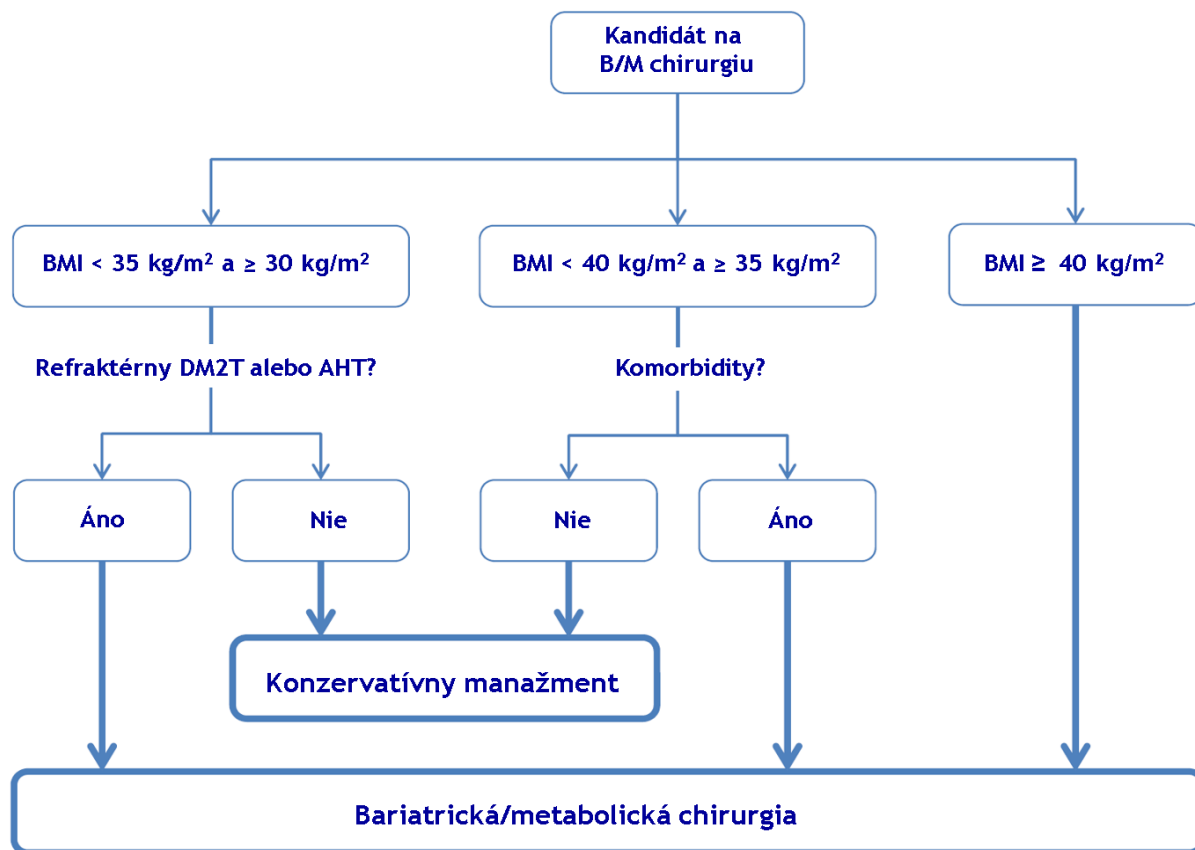 Kandidát na
B/M chirurgiu
BMI < 35 kg/m² a ≥ 30 kg/m²
BMI < 40 kg/m² a ≥ 35 kg/m²
BMI ≥ 40 kg/m²
Refraktérny DM2T alebo AHT?
Komorbidity?
Áno
Nie
Nie
Áno
Konzervatívny manažment
Bariatrická/metabolická chirurgia